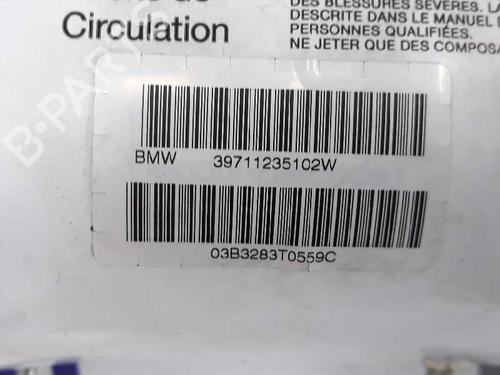 Circulation
DES BLESSURES SÉVÈRES. LA
DESCRITE DANS LE MANUEL D
PERSONNES QUALIFIÉES.
NE JETER QUE DES COMPOSA
BMW 39711235102W
03B3283T0559C
B-PARTS